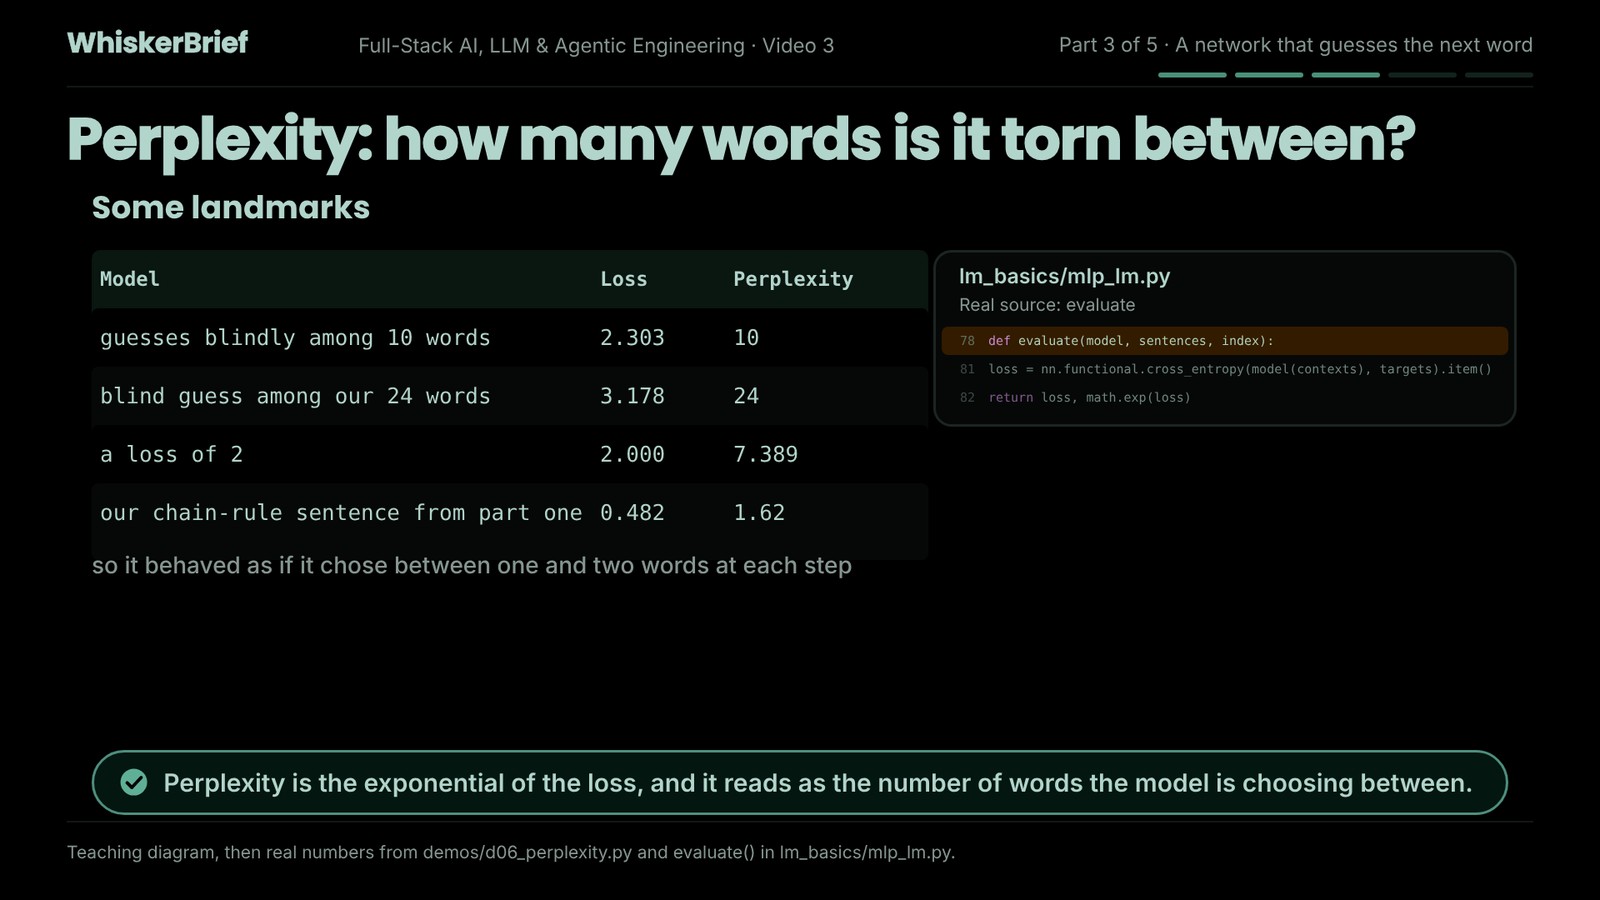 WhiskerBrief
Full-Stack AI, LLM & Agentic Engineering · Video 3
Part 3 of 5 · A network that guesses the next word
Perplexity: how many words is it torn between?
Some landmarks
Model Loss Perplexity
guesses blindly among 10 words 2.303 10
blind guess among our 24 words 3.178 24
a loss of 2 2.000 7.389
our chain-rule sentence from part one 0.482 1.62
so it behaved as if it chose between one and two words at each step
lm_basics/mlp_lm.py
Real source: evaluate
78 def evaluate(model, sentences, index):
81 loss = nn.functional.cross_entropy(model(contexts), targets).item()
82 return loss, math.exp(loss)
Perplexity is the exponential of the loss, and it reads as the number of words the model is choosing between.
Teaching diagram, then real numbers from demos/d06_perplexity.py and evaluate() in lm_basics/mlp_lm.py.